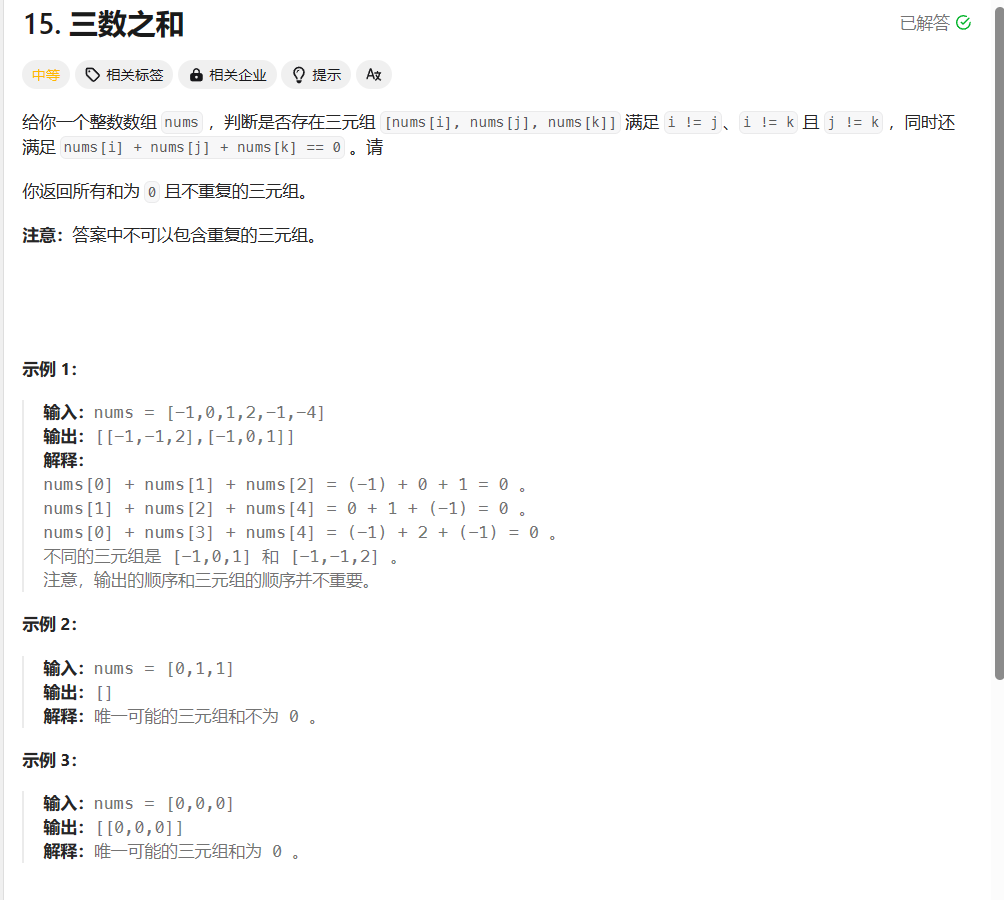 15. 三数之和
已解答
中等 相关标签 相关企业 提示 Ax
给你一个整数数组 nums ，判断是否存在三元组 [nums[i], nums[j], nums[k]] 满足 i != j、i != k 且 j != k ，同时还
满足 nums[i] + nums[j] + nums[k] == 0 。请
你返回所有和为 0 且不重复的三元组。
注意：答案中不可以包含重复的三元组。
示例 1：
输入：nums = [-1,0,1,2,-1,-4]
输出：[[-1,-1,2],[-1,0,1]]
解释：
nums[0] + nums[1] + nums[2] = (-1) + 0 + 1 = 0 。
nums[1] + nums[2] + nums[4] = 0 + 1 + (-1) = 0 。
nums[0] + nums[3] + nums[4] = (-1) + 2 + (-1) = 0 。
不同的三元组是 [-1,0,1] 和 [-1,-1,2] 。
注意，输出的顺序和三元组的顺序并不重要。
示例 2：
输入：nums = [0,1,1]
输出：[]
解释：唯一可能的三元组和不为 0 。
示例 3：
输入：nums = [0,0,0]
输出：[[0,0,0]]
解释：唯一可能的三元组和为 0 。